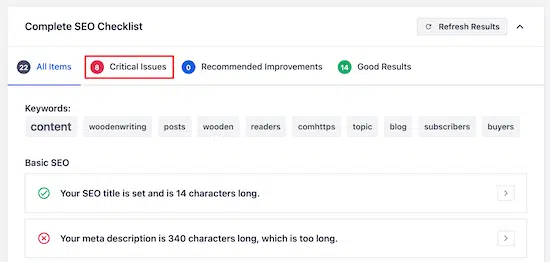 Complete SEO Checklist
Refresh Results
22 All Items
8 Critical Issues
0 Recommended Improvements
14 Good Results
Keywords:
content woodenwriting posts wooden readers comhttps topic blog subscribers buyers
Basic SEO
Your SEO title is set and is 14 characters long.
Your meta description is 340 characters long, which is too long.